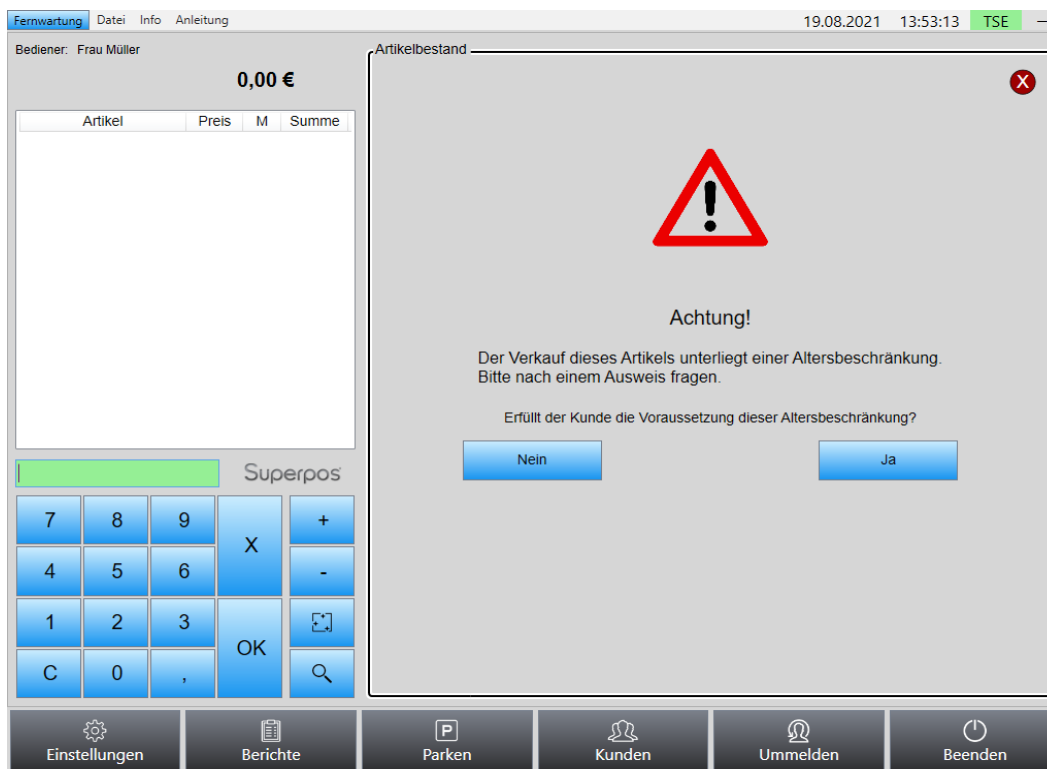 Fernwartung Datei Info Anleitung 19.08.2021 13:53:13 TSE
Bediener: Frau Müller
0,00 €
Artikel Preis M Summe
Superpos
7 8 9 X +
4 5 6 -
1 2 3 OK
C 0 ,
Artikelbestand
X
Achtung!
Der Verkauf dieses Artikels unterliegt einer Altersbeschränkung.
Bitte nach einem Ausweis fragen.
Erfüllt der Kunde die Voraussetzung dieser Altersbeschränkung?
Nein Ja
Einstellungen Berichte P Parken Kunden Ummelden Beenden